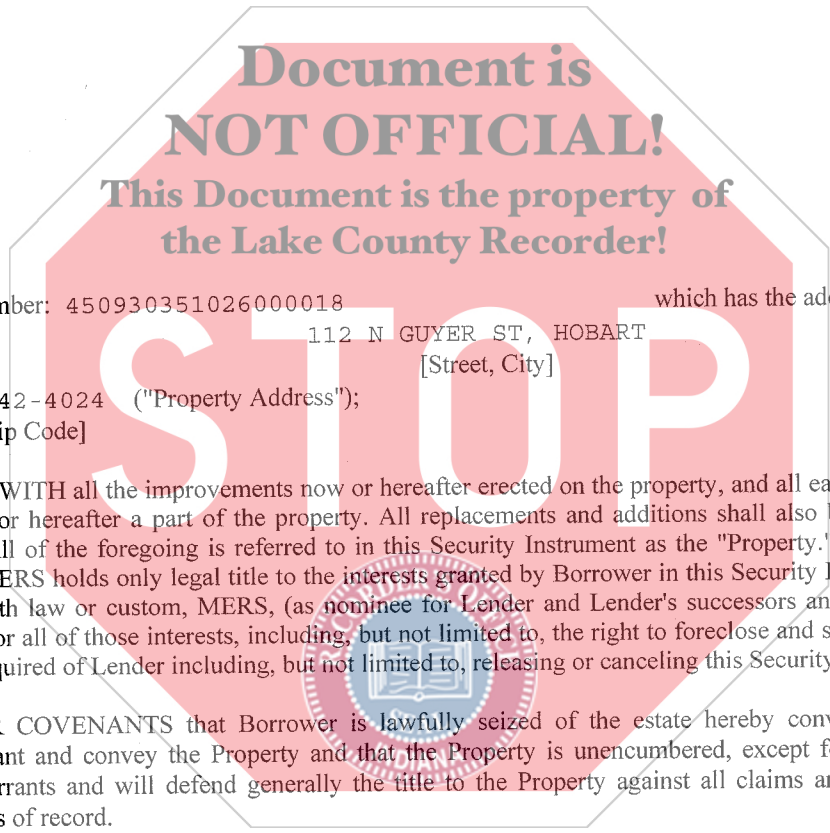 Document is
NOT OFFICIAL!
This Document is the property of
the Lake County Recorder!
mber: 450930351026000018 which has the add
112 N GUYER ST, HOBART
[Street, City]
42-4024 ("Property Address");
ip Code]
STOP
WITH all the improvements now or hereafter erected on the property, and all ea
or hereafter a part of the property. All replacements and additions shall also
ll of the foregoing is referred to in this Security Instrument as the "Property."
ERS holds only legal title to the interests granted by Borrower in this Security I
th law or custom, MERS, (as nominee for Lender and Lender's successors an
or all of those interests, including, but not limited to, the right to foreclose and s
quired of Lender including, but not limited to, releasing or canceling this Security
R COVENANTS that Borrower is lawfully seized of the estate hereby conv
ant and convey the Property and that the Property is unencumbered, except f
rrants and will defend generally the title to the Property against all claims an
s of record.
RECORDER'S OFFICE
INDIANA